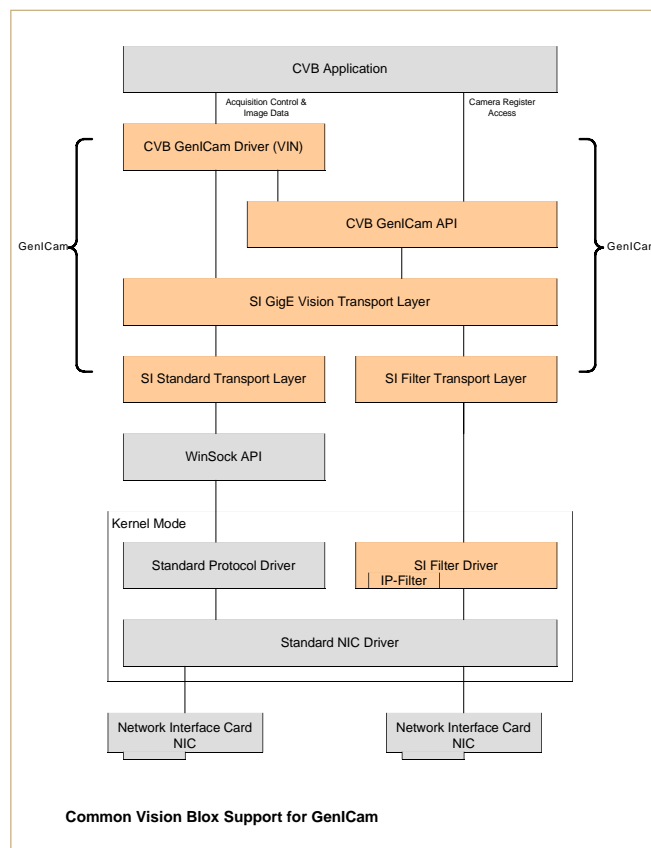 CVB Application
Acquisition Control &
Image Data
Camera Register
Access
CVB GenICam Driver (VIN)
CVB GenICam API
GenICam
GenICam
SI GigE Vision Transport Layer
SI Standard Transport Layer
SI Filter Transport Layer
WinSock API
Kernel Mode
Standard Protocol Driver
SI Filter Driver
IP-Filter
Standard NIC Driver
Network Interface Card
NIC
Network Interface Card
NIC
Common Vision Blox Support for GenICam